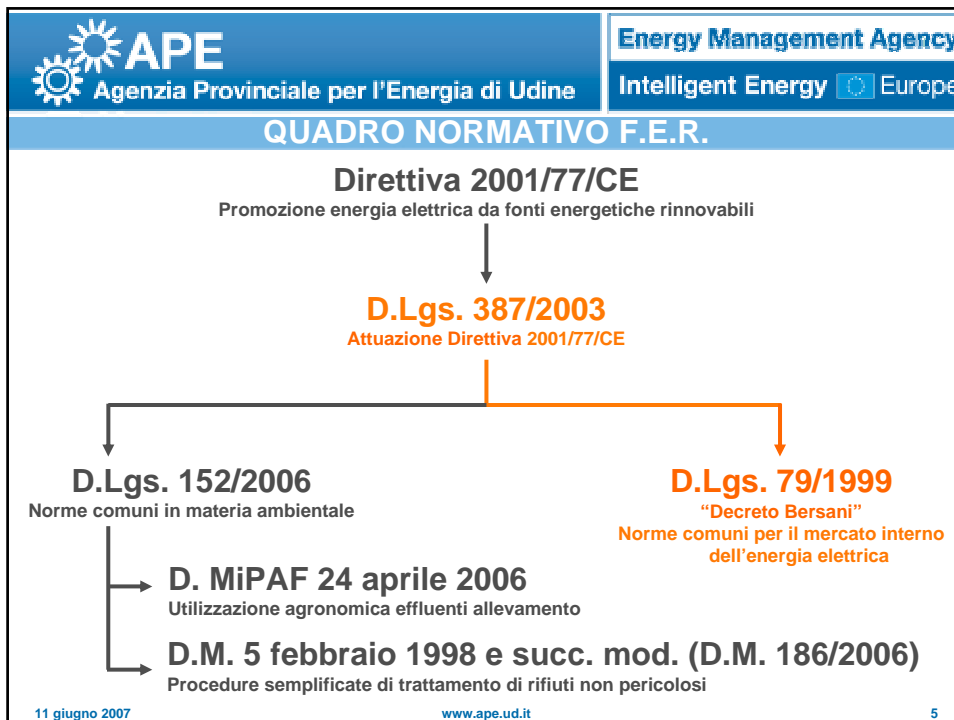 APE
Agenzia Provinciale per l'Energia di Udine
Energy Management Agency
Intelligent Energy Europe
QUADRO NORMATIVO F.E.R.
Direttiva 2001/77/CE
Promozione energia elettrica da fonti energetiche rinnovabili
D.Lgs. 387/2003
Attuazione Direttiva 2001/77/CE
D.Lgs. 152/2006
Norme comuni in materia ambientale
D.Lgs. 79/1999
“Decreto Bersani”
Norme comuni per il mercato interno
dell'energia elettrica
D. MiPAF 24 aprile 2006
Utilizzazione agronomica effluenti allevamento
D.M. 5 febbraio 1998 e succ. mod. (D.M. 186/2006)
Procedure semplificate di trattamento di rifiuti non pericolosi
11 giugno 2007
www.ape.ud.it
5